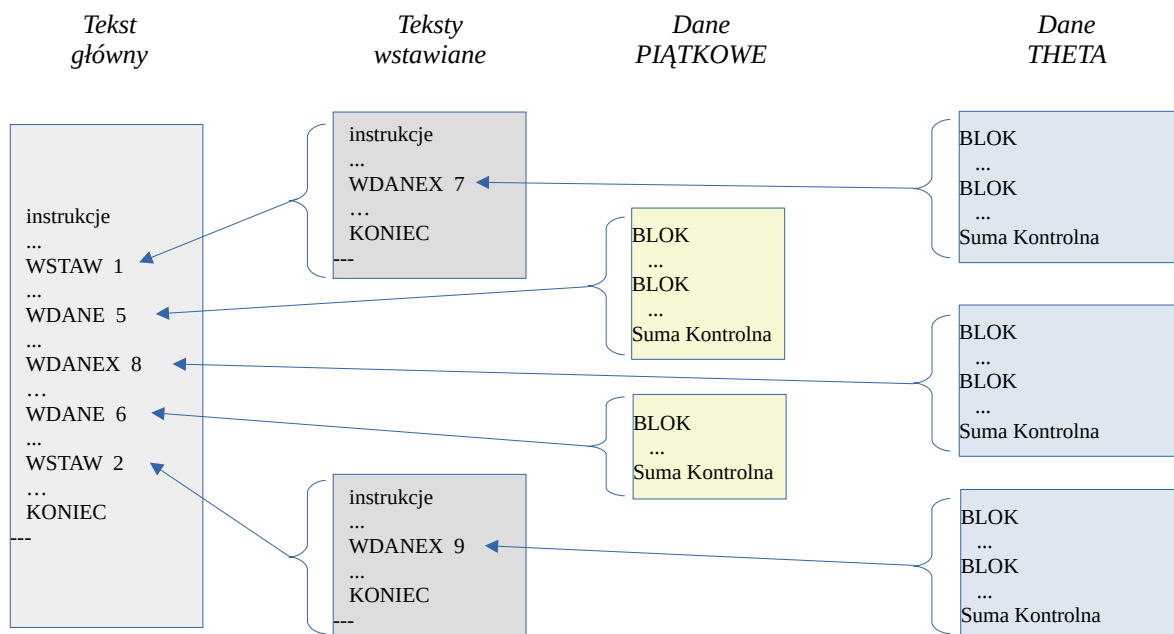 Tekst
główny
Teksty
wstawiane
Dane
PIĄTKOWE
Dane
THETA
instrukcje
...
WSTAW 1
...
WDANE 5
...
WDANEX 8
…
WDANE 6
...
WSTAW 2
…
KONIEC
---
instrukcje
...
WDANEX 7
…
KONIEC
---
instrukcje
...
WDANEX 9
...
KONIEC
---
BLOK
...
BLOK
...
Suma Kontrolna
BLOK
...
Suma Kontrolna
BLOK
...
BLOK
...
Suma Kontrolna
BLOK
...
BLOK
...
Suma Kontrolna
BLOK
...
BLOK
...
Suma Kontrolna